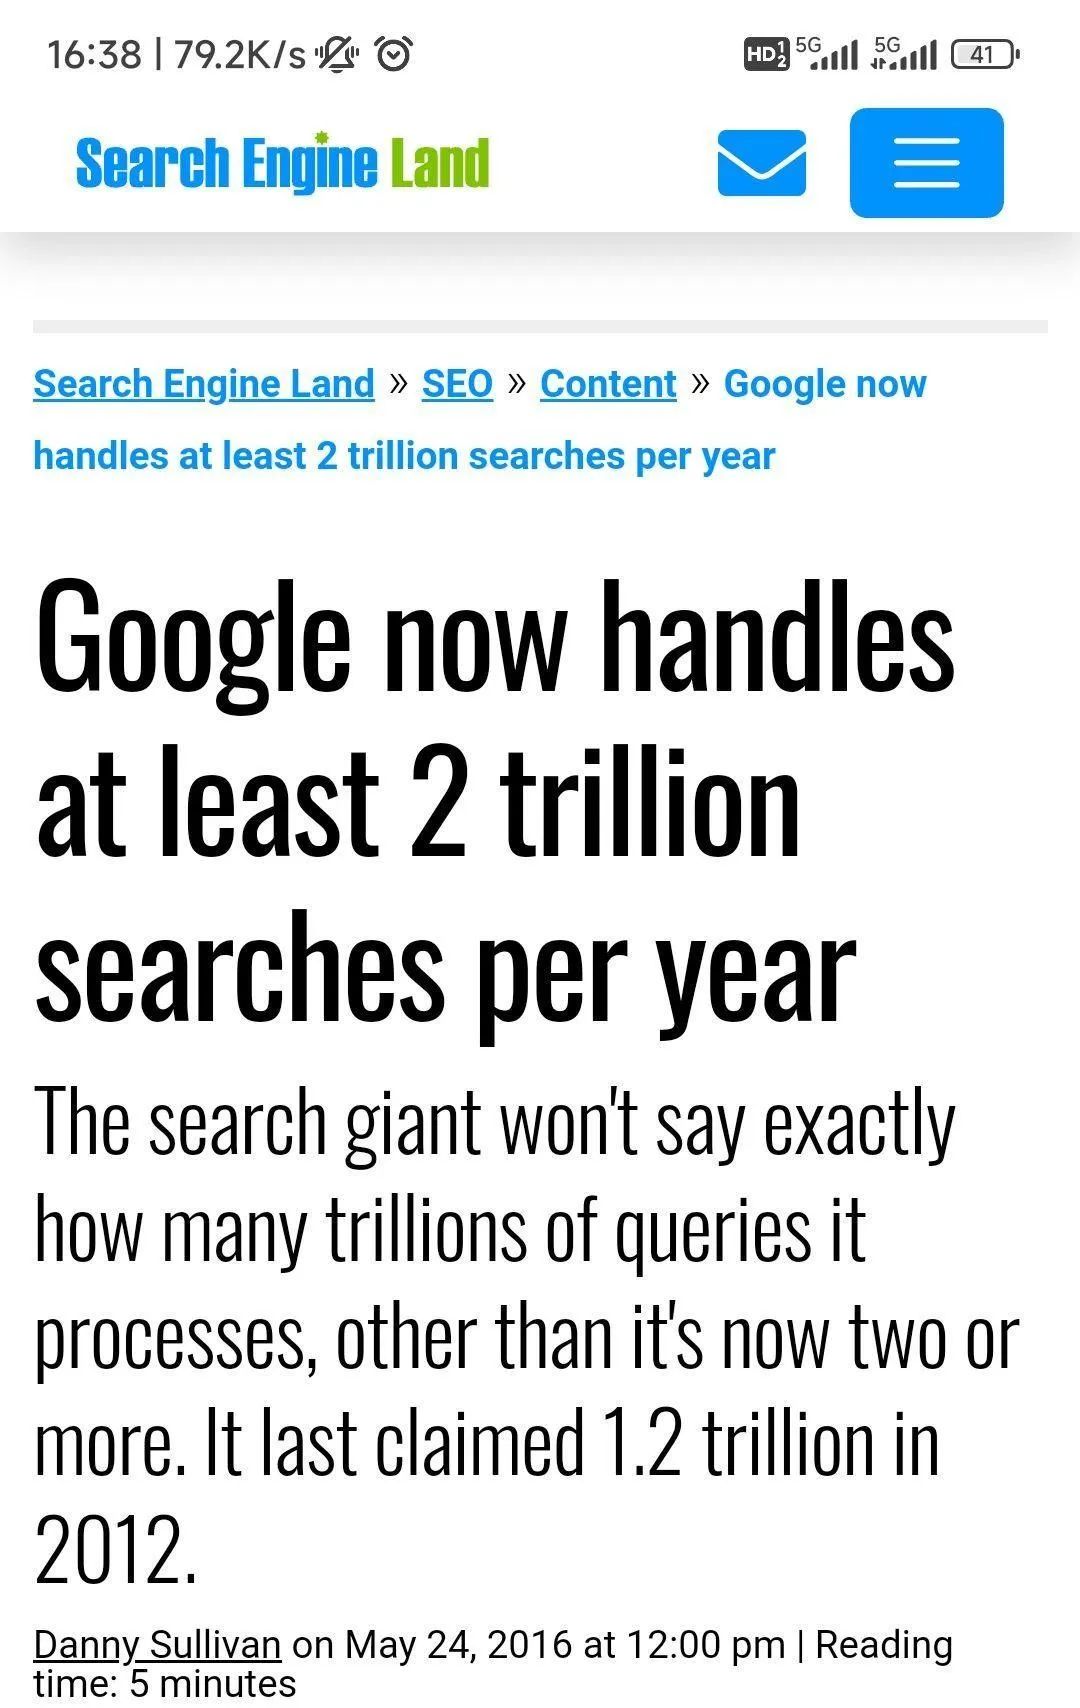 16:38 | 79.2K/s
HD 1 2 5G 5G 41
Search Engine Land
Search Engine Land » SEO » Content » Google now
handles at least 2 trillion searches per year
Google now handles
at least 2 trillion
searches per year
The search giant won't say exactly
how many trillions of queries it
processes, other than it's now two or
more. It last claimed 1.2 trillion in
2012.
Danny Sullivan on May 24, 2016 at 12:00 pm | Reading
time: 5 minutes